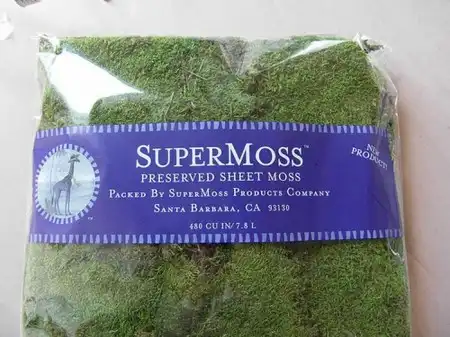 SUPERMOSS™
PRESERVED SHEET MOSS
PACKED BY SUPERMOSS PRODUCTS COMPANY
SANTA BARBARA, CA 93130
480 CU IN/7.8 L
NEW
PRODUCT!
TM